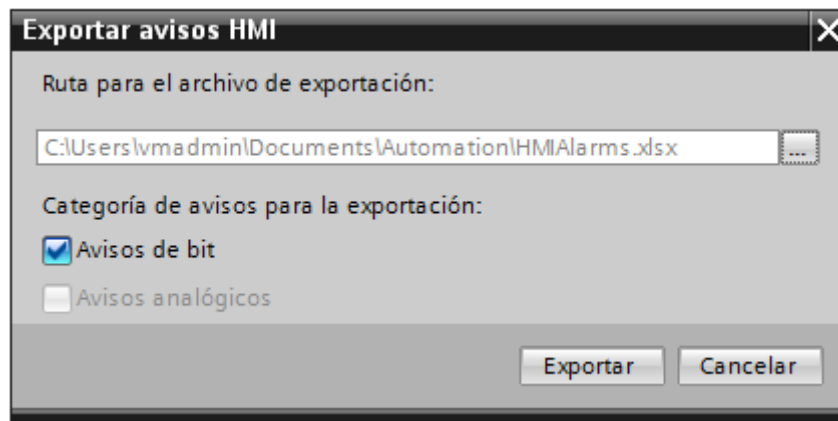 Exportar avisos HMI
Ruta para el archivo de exportación:
C:\Users\vmadmin\Documents\Automation\HMIAlarms.xlsx
...
Categoría de avisos para la exportación:
Avisos de bit
Avisos analógicos
Exportar Cancelar